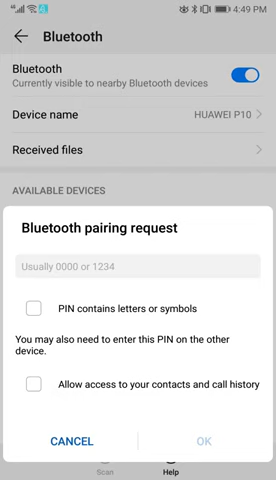 4:49 PM
Bluetooth
Bluetooth
Currently visible to nearby Bluetooth devices
Device name
HUAWEI P10
Received files
AVAILABLE DEVICES
Bluetooth pairing request
Usually 0000 or 1234
PIN contains letters or symbols
You may also need to enter this PIN on the other
device.
Allow access to your contacts and call history
CANCEL
OK
Scan
Help